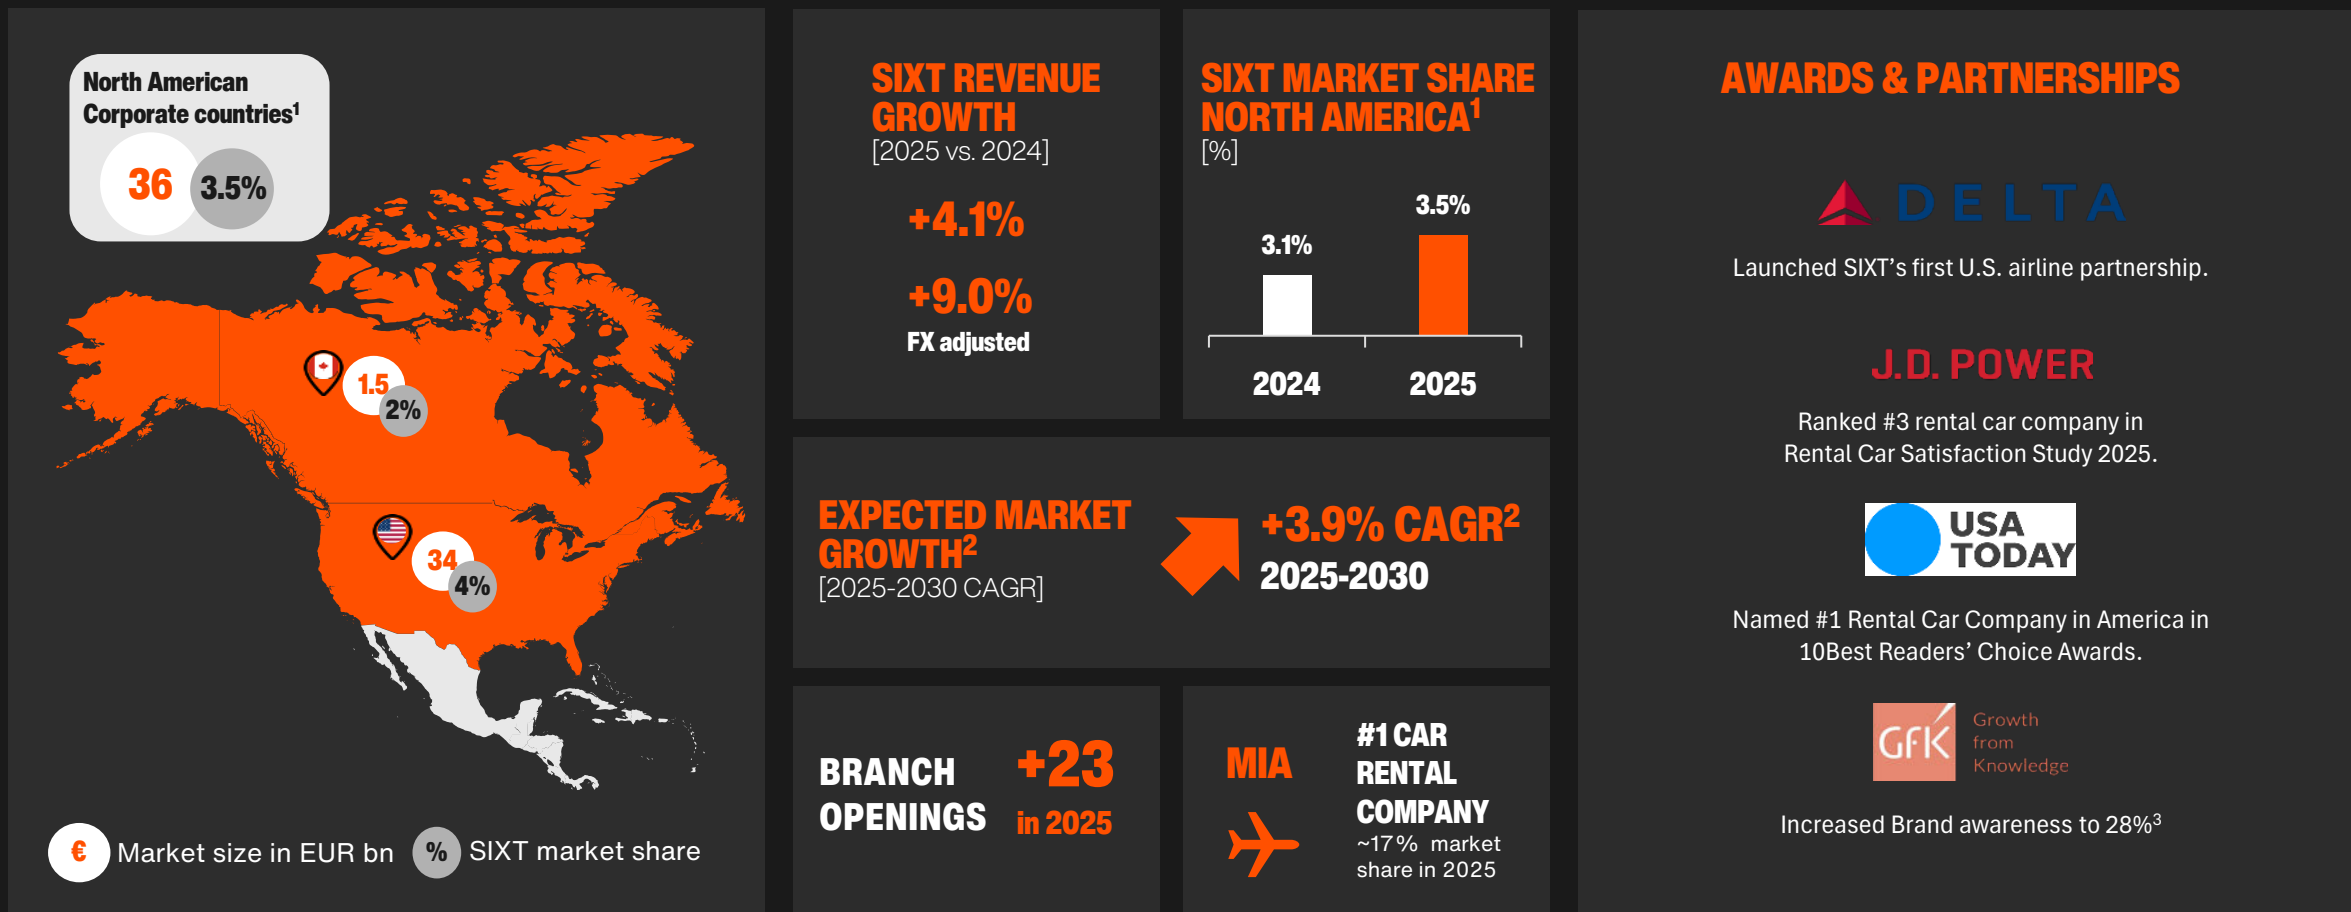 North American
Corporate countries¹
36 3.5%
1.5
2%
34
4%
€ Market size in EUR bn % SIXT market share
SIXT REVENUE
GROWTH
[2025 vs. 2024]
+4.1%
+9.0%
FX adjusted
SIXT MARKET SHARE
NORTH AMERICA¹
[%]
3.1%
3.5%
2024 2025
EXPECTED MARKET
GROWTH²
[2025-2030 CAGR]
+3.9% CAGR²
2025-2030
BRANCH
OPENINGS
+23
in 2025
MIA
#1 CAR
RENTAL
COMPANY
~17% market
share in 2025
AWARDS & PARTNERSHIPS
DELTA
Launched SIXT’s first U.S. airline partnership.
J.D. POWER
Ranked #3 rental car company in
Rental Car Satisfaction Study 2025.
USA
TODAY
Named #1 Rental Car Company in America in
10Best Readers’ Choice Awards.
GFK
Growth
from
Knowledge
Increased Brand awareness to 28%³